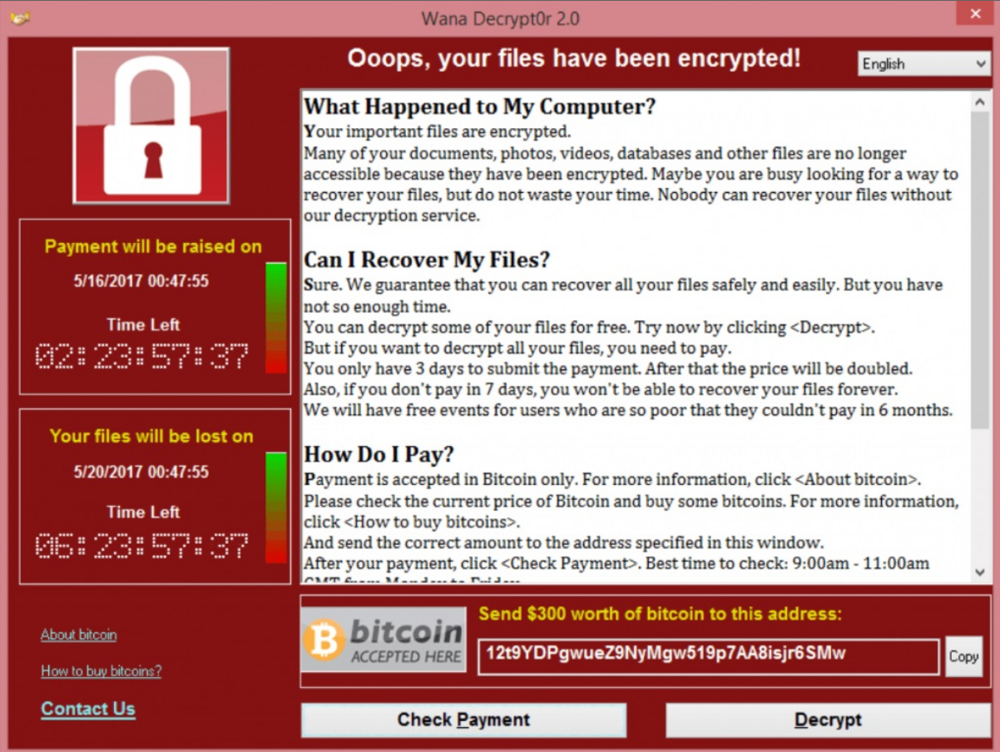 Wana Decrypt0r 2.0
Ooops, your files have been encrypted!
English
What Happened to My Computer?
Your important files are encrypted.
Many of your documents, photos, videos, databases and other files are no longer
accessible because they have been encrypted. Maybe you are busy looking for a way to
recover your files, but do not waste your time. Nobody can recover your files without
our decryption service.
Can I Recover My Files?
Sure. We guarantee that you can recover all your files safely and easily. But you have
not so enough time.
You can decrypt some of your files for free. Try now by clicking <Decrypt>.
But if you want to decrypt all your files, you need to pay.
You only have 3 days to submit the payment. After that the price will be doubled.
Also, if you don't pay in 7 days, you won't be able to recover your files forever.
We will have free events for users who are so poor that they couldn't pay in 6 months.
How Do I Pay?
Payment is accepted in Bitcoin only. For more information, click <About bitcoin>.
Please check the current price of Bitcoin and buy some bitcoins. For more information,
click <How to buy bitcoins>.
And send the correct amount to the address specified in this window.
After your payment, click <Check Payment>. Best time to check: 9:00am - 11:00am
GMT from Monday to Friday
Payment will be raised on
5/16/2017 00:47:55
Time Left
02:23:57:37
Your files will be lost on
5/20/2017 00:47:55
Time Left
06:23:57:37
About bitcoin
How to buy bitcoins?
Contact Us
bitcoin
ACCEPTED HERE
Send $300 worth of bitcoin to this address:
12t9YDPgwueZ9NyMgw519p7AA8isjr6SMw
Copy
Check Payment
Decrypt